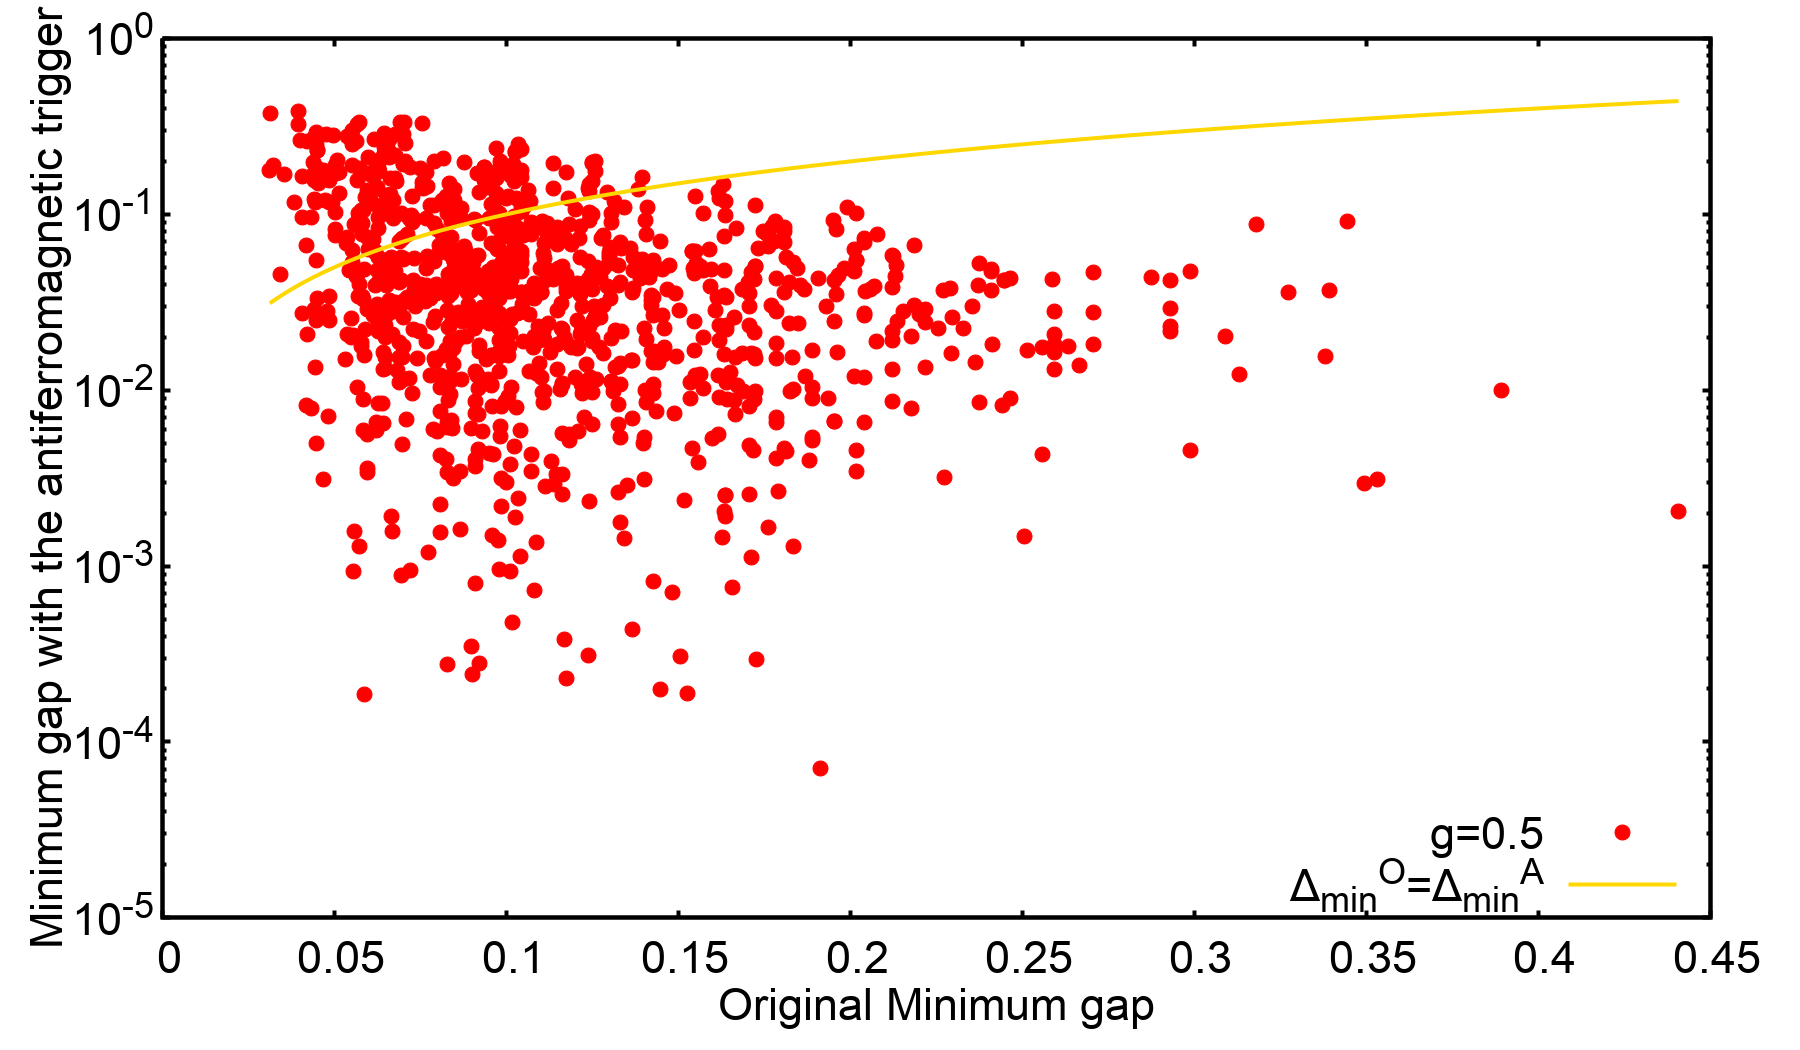 Minimum gap with the antiferromagnetic trigger
10^0
10^-1
10^-2
10^-3
10^-4
10^-5
g=0.5
Δ_min^O=Δ_min^A
0 0.05 0.1 0.15 0.2 0.25 0.3 0.35 0.4 0.45
Original Minimum gap